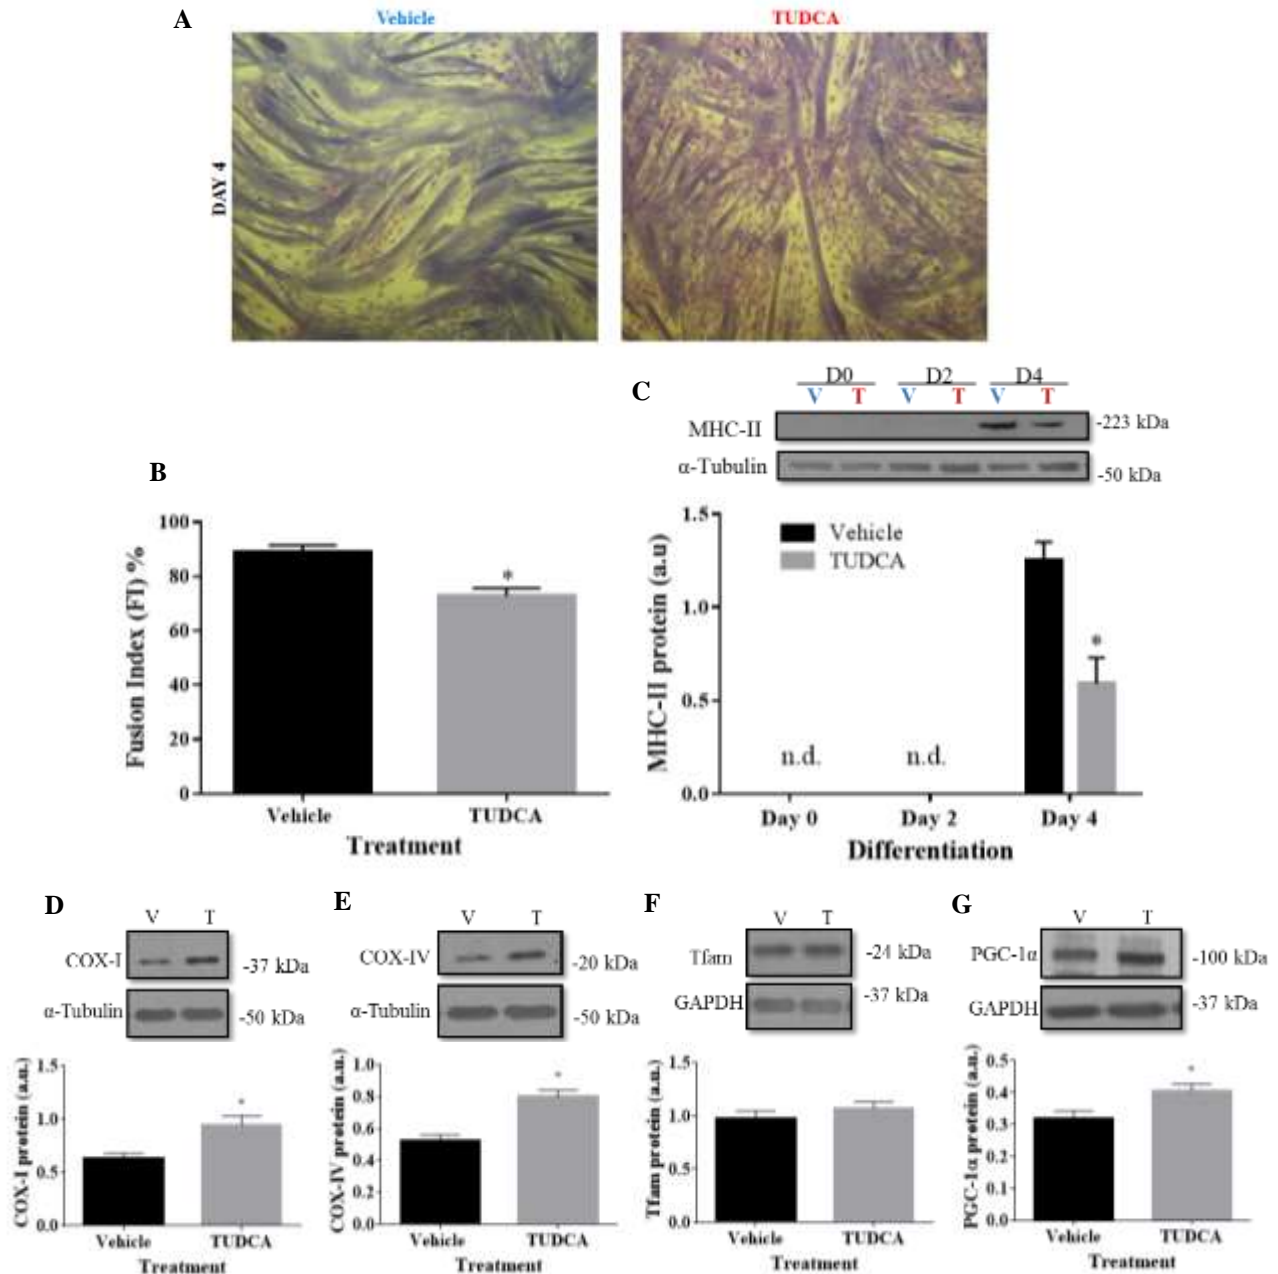 A
Vehicle
TUDCA
DAY 4
B
100
80
60
40
20
0
Fusion Index (FI) %
*
Vehicle
TUDCA
Treatment
C
D0
D2
D4
V
T
V
T
V
T
MHC-II
-223 kDa
α-Tubulin
-50 kDa
1.5
1.0
0.5
0.0
MHC-II protein (a.u)
Vehicle
TUDCA
n.d.
n.d.
*
Day 0
Day 2
Day 4
Differentiation
D
V
T
COX-I
-37 kDa
α-Tubulin
-50 kDa
1.5
1.0
0.5
0.0
COX-I protein (a.u.)
*
Vehicle
TUDCA
Treatment
E
V
T
COX-IV
-20 kDa
α-Tubulin
-50 kDa
1.0
0.8
0.6
0.4
0.2
0.0
COX-IV protein (a.u.)
*
Vehicle
TUDCA
Treatment
F
V
T
Tfam
-24 kDa
GAPDH
-37 kDa
1.5
1.0
0.5
0.0
Tfam protein (a.u.)
Vehicle
TUDCA
Treatment
G
V
T
PGC-1α
-100 kDa
GAPDH
-37 kDa
0.5
0.4
0.3
0.2
0.1
0.0
PGC-1α protein (a.u.)
*
Vehicle
TUDCA
Treatment